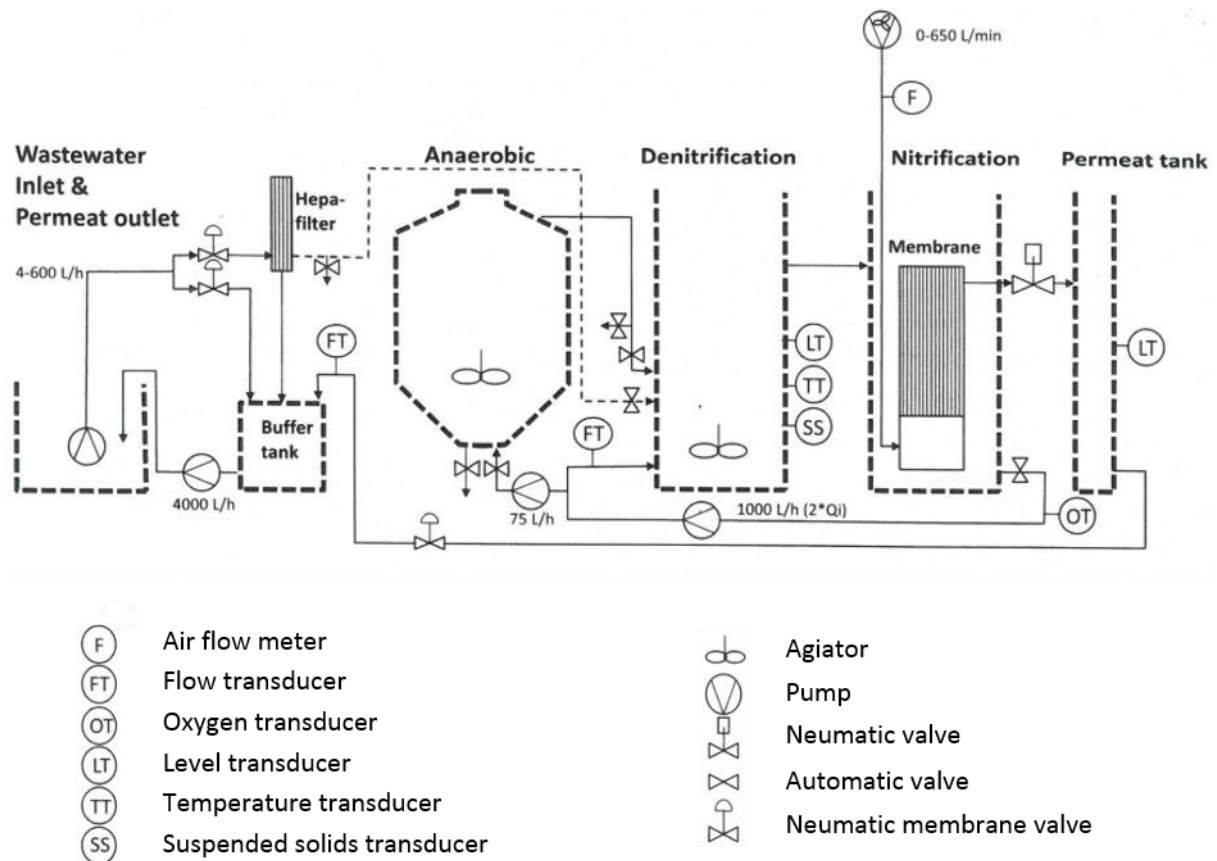 0-650 L/min
F
Wastewater
Inlet &
Permeat outlet
Anaerobic
Denitrification
Nitrification
Permeat tank
Hepa-
filter
Membrane
4-600 L/h
FT
LT
LT
TT
SS
FT
Buffer
tank
4000 L/h
75 L/h
1000 L/h (2*Qi)
OT
F Air flow meter
FT Flow transducer
OT Oxygen transducer
LT Level transducer
TT Temperature transducer
SS Suspended solids transducer
Agiator
Pump
Neumatic valve
Automatic valve
Neumatic membrane valve